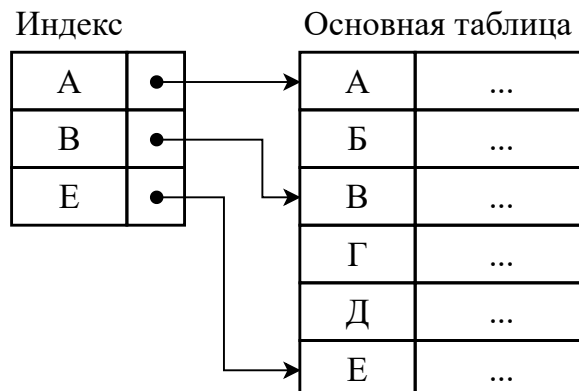 Индекс Основная таблица
А А ...
В Б ...
Е В ...
Г ...
Д ...
Е ...